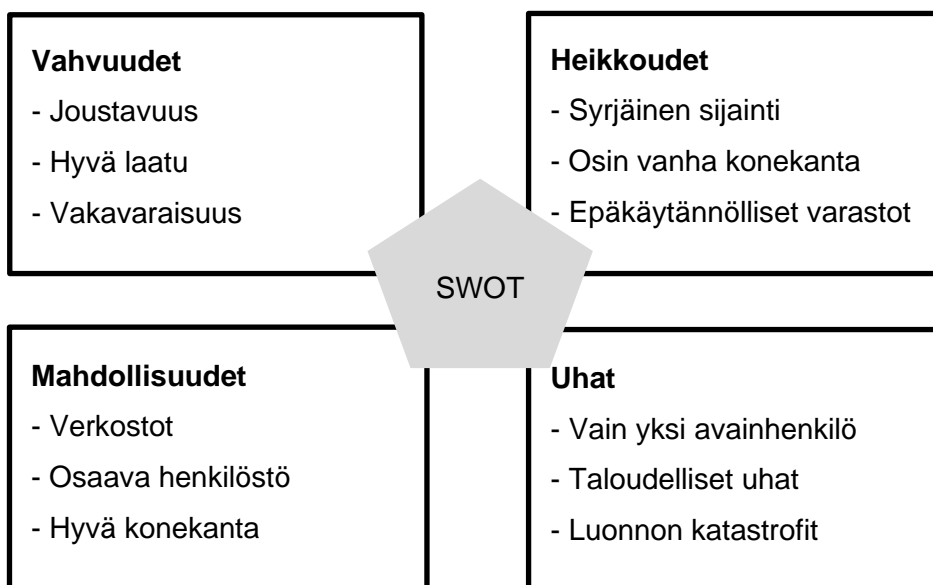 Vahvuudet
- Joustavuus
- Hyvä laatu
- Vakavaraisuus
Heikkoudet
- Syrjäinen sijainti
- Osin vanha konekanta
- Epäkäytännölliset varastot
SWOT
Mahdollisuudet
- Verkostot
- Osaava henkilöstö
- Hyvä konekanta
Uhat
- Vain yksi avainhenkilö
- Taloudelliset uhat
- Luonnon katastrofit